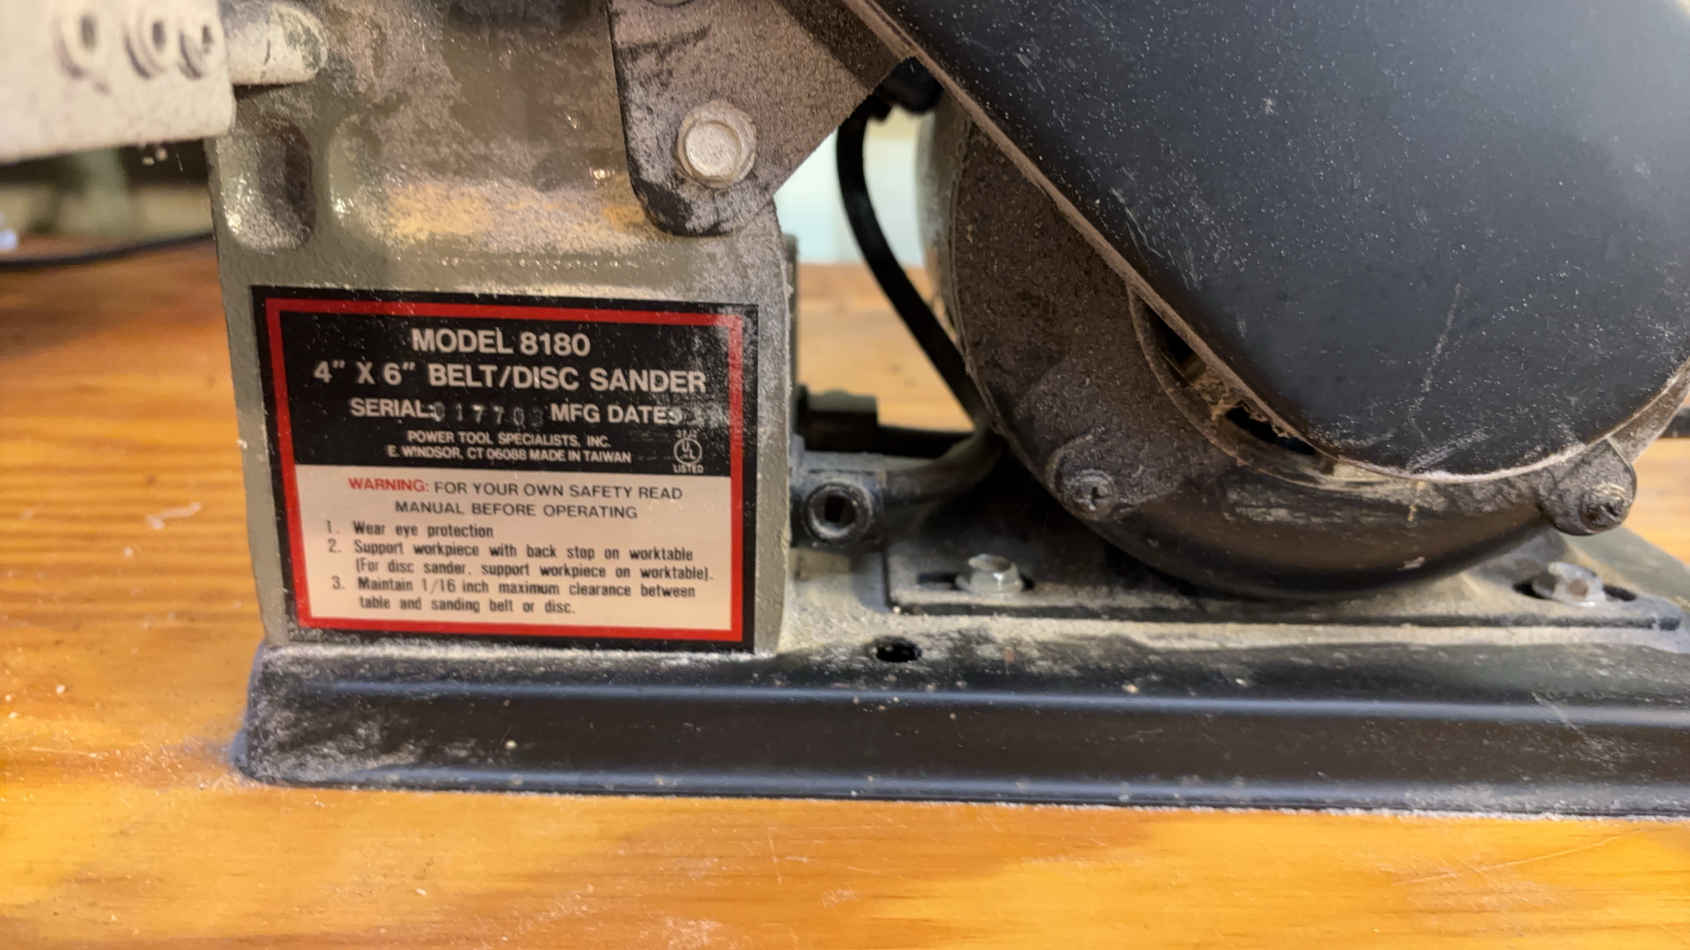 MODEL 8180
4" X 6" BELT/DISC SANDER
SERIAL: MFG DATE
POWER TOOL SPECIALISTS, INC.
E. WINDSOR, CT 06088 MADE IN TAIWAN
UL
LISTED
WARNING: FOR YOUR OWN SAFETY READ
MANUAL BEFORE OPERATING
1. Wear eye protection
2. Support workpiece with back stop on worktable
(For disc sander, support workpiece on worktable).
3. Maintain 1/16 inch maximum clearance between
table and sanding belt or disc.